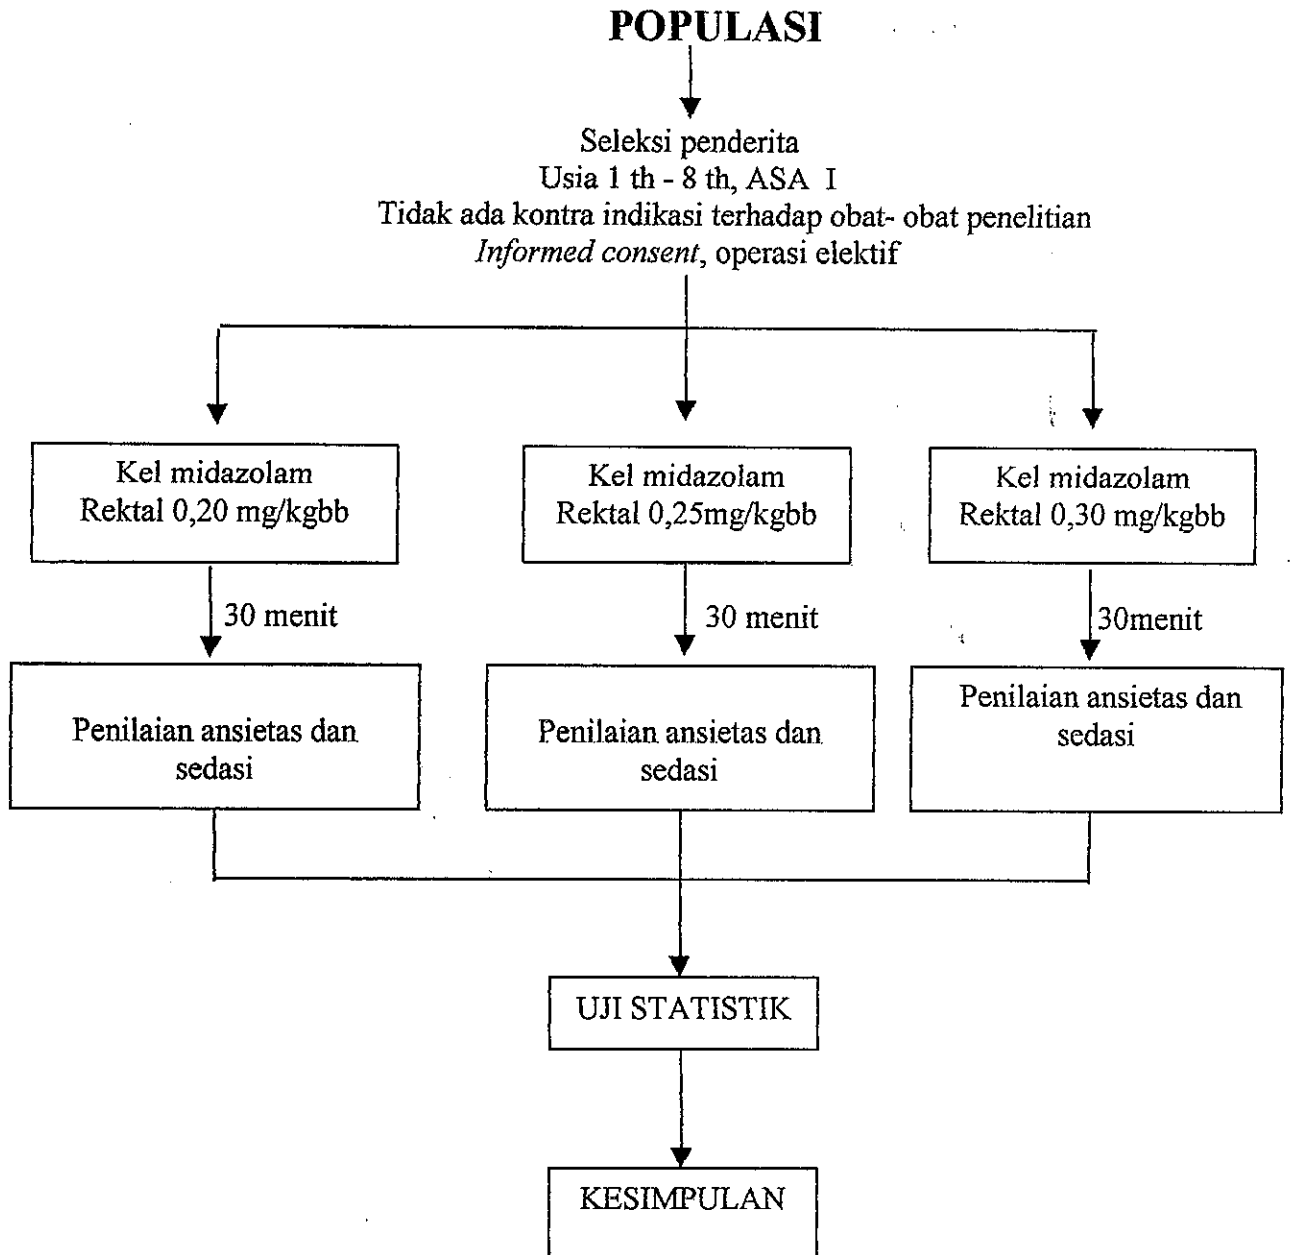 POPULASI
Seleksi penderita
Usia 1 th - 8 th, ASA I
Tidak ada kontra indikasi terhadap obat- obat penelitian
Informed consent, operasi elektif
Kel midazolam
Rektal 0,20 mg/kgbb
Kel midazolam
Rektal 0,25mg/kgbb
Kel midazolam
Rektal 0,30 mg/kgbb
30 menit
30 menit
30menit
Penilaian ansietas dan
sedasi
Penilaian ansietas dan
sedasi
Penilaian ansietas dan
sedasi
UJI STATISTIK
KESIMPULAN